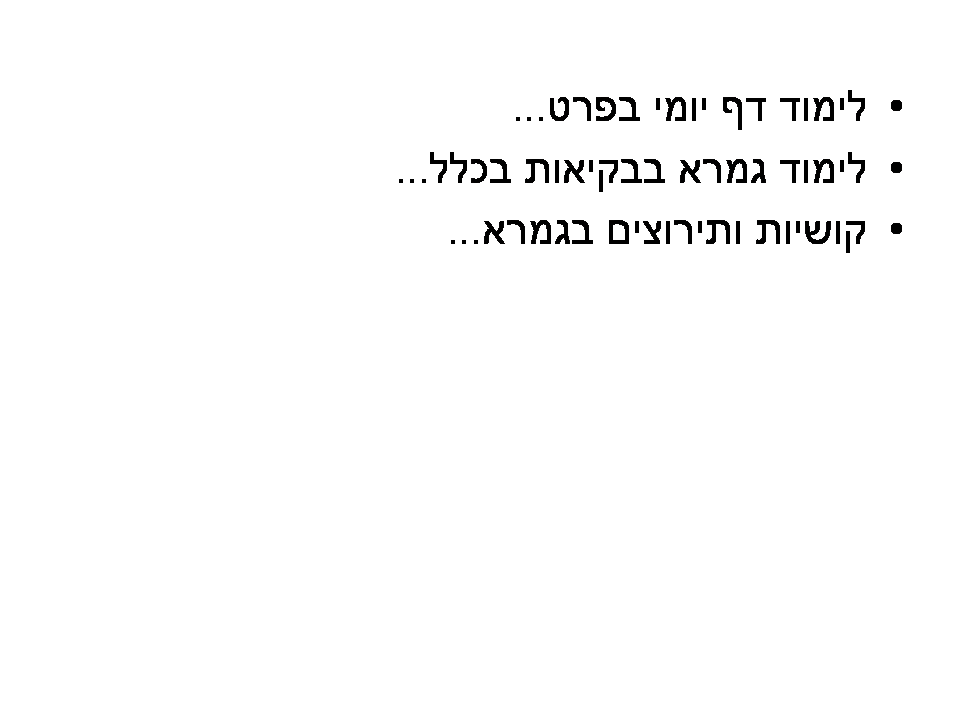 • לימוד דף יומי בפרט...
• לימוד גמרא בבקיאות בכלל...
• קושיות ותירוצים בגמרא...